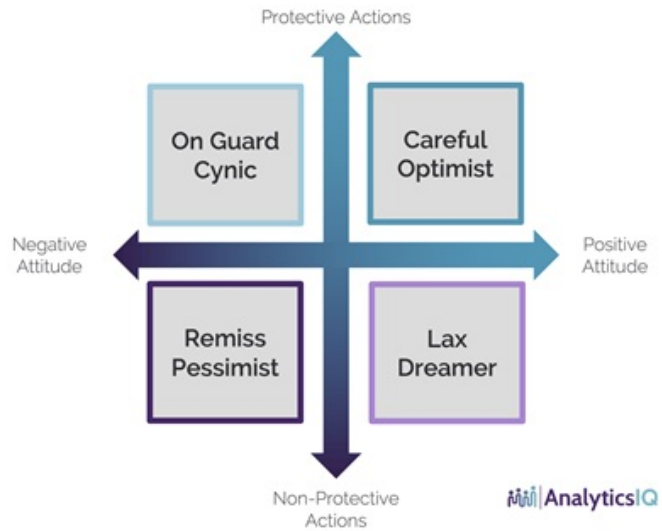 Protective Actions
On Guard
Cynic
Careful
Optimist
Negative
Attitude
Positive
Attitude
Remiss
Pessimist
Lax
Dreamer
Non-Protective
Actions
AnalyticsIQ